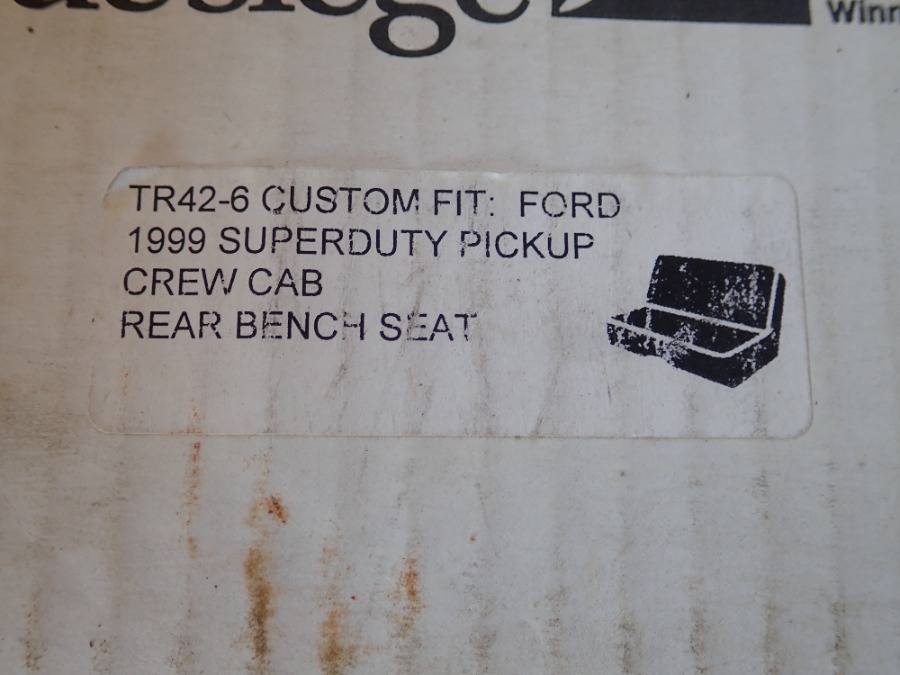 TR42-6 CUSTOM FIT: FORD
1999 SUPERDUTY PICKUP
CREW CAB
REAR BENCH SEAT